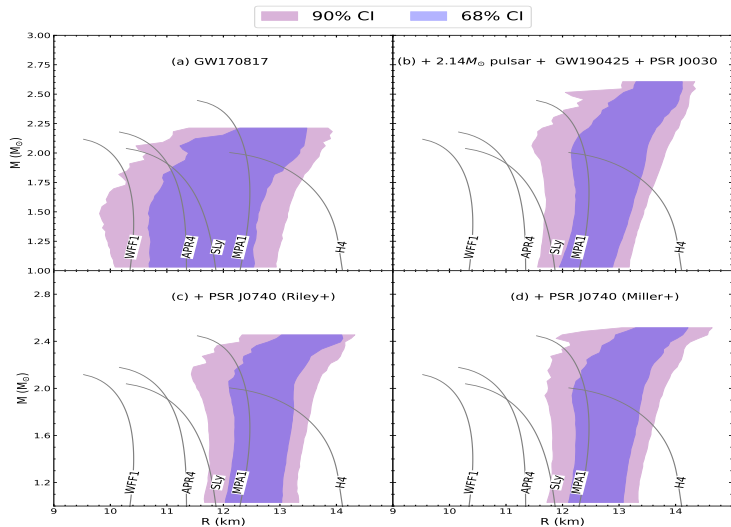 90% CI 68% CI
(a) GW170817
(b) + 2.14M⊙ pulsar + GW190425 + PSR J0030
3.00
2.75
2.50
2.25
2.00
1.75
1.50
1.25
1.00
M (M⊙)
WFF1 APR4 SLy MPA1 H4
WFF1 APR4 SLy MPA1 H4
(c) + PSR J0740 (Riley+)
(d) + PSR J0740 (Miller+)
2.8
2.4
2.0
1.6
1.2
M (M⊙)
WFF1 APR4 SLy MPA1 H4
WFF1 APR4 SLy MPA1 H4
9 10 11 12 13 14 9 10 11 12 13 14
R (km) R (km)